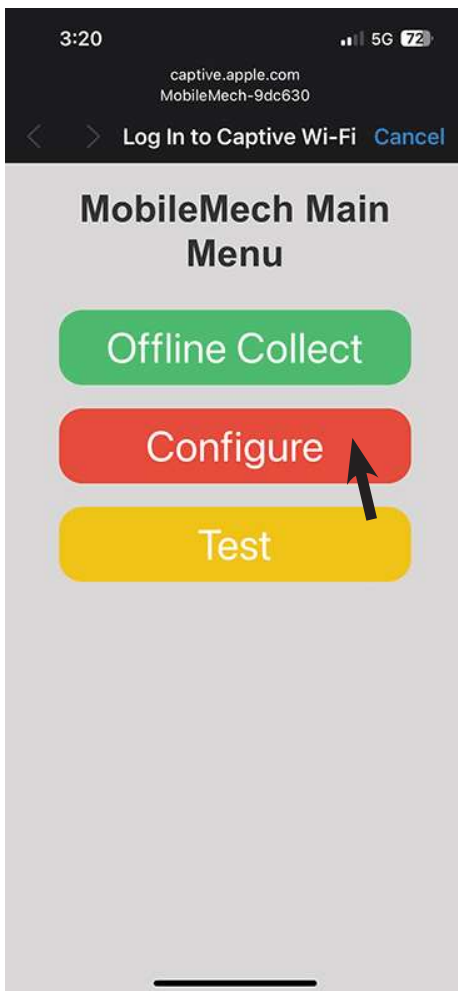 3:20 5G 72
captive.apple.com
MobileMech-9dc630
Log In to Captive Wi-Fi Cancel
MobileMech Main
Menu
Offline Collect
Configure
Test